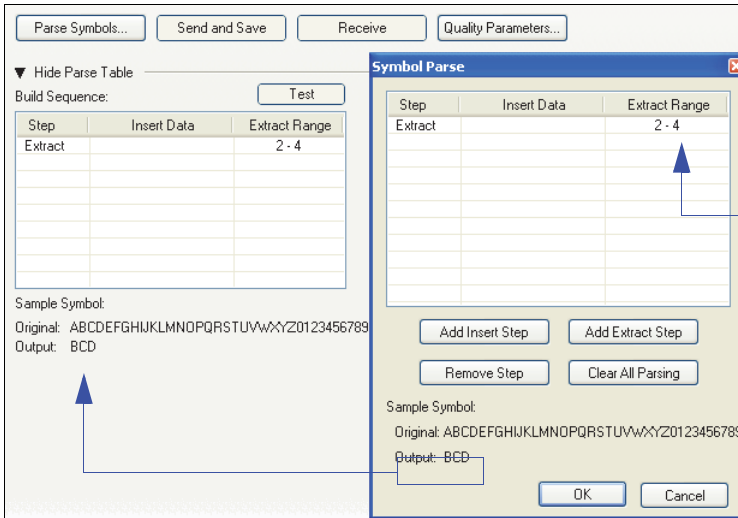 Parse Symbols... Send and Save Receive Quality Parameters...
Hide Parse Table
Build Sequence: Test
Step Insert Data Extract Range
Extract 2 - 4
Sample Symbol:
Original: ABCDEFGHIJKLMNOPQRSTUVWXYZ0123456789
Output: BCD
Symbol Parse
Step Insert Data Extract Range
Extract 2 - 4
Add Insert Step Add Extract Step
Remove Step Clear All Parsing
Sample Symbol:
Original: ABCDEFGHIJKLMNOPQRSTUVWXYZ0123456789
Output: BCD
OK Cancel